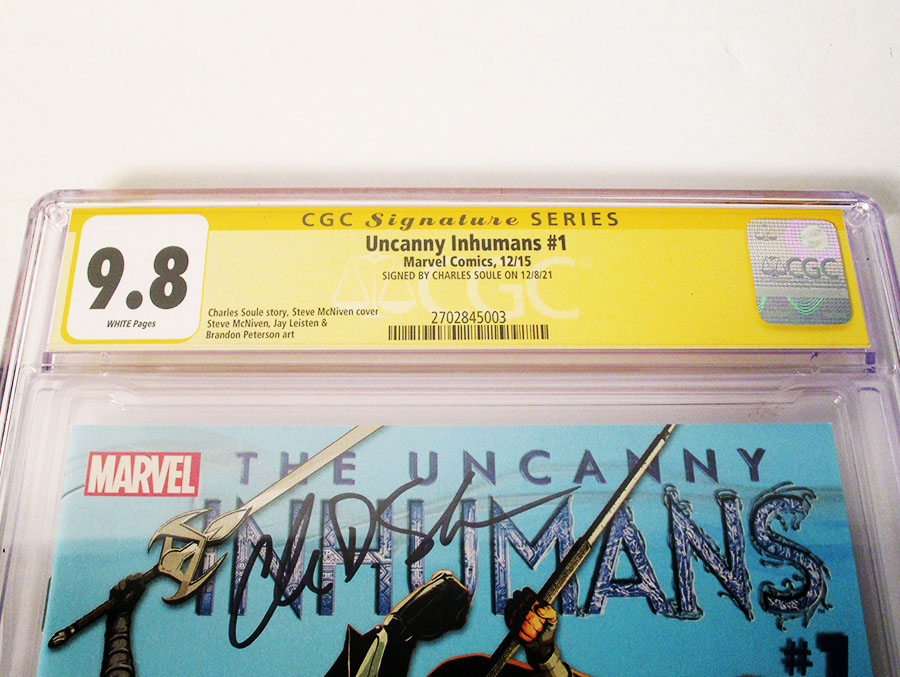 CGC Signature SERIES
Uncanny Inhumans #1
Marvel Comics, 12/15
SIGNED BY CHARLES SOULE ON 12/8/21
9.8
WHITE Pages
Charles Soule story, Steve McNiven cover
Steve McNiven, Jay Leisten &
Brandon Peterson art
2702845003
CGC
CGC
MARVEL
THE UNCANNY
INHUMANS
#1